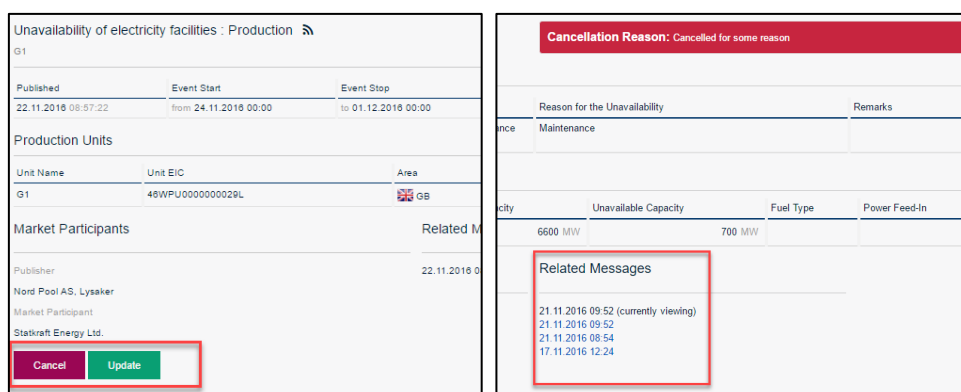 Unavailability of electricity facilities : Production
G1
Published Event Start Event Stop
22.11.2016 08:57:22 from 24.11.2016 00:00 to 01.12.2016 00:00
Production Units
Unit Name Unit EIC Area
G1 46WPU0000000029L GB
Market Participants Related M
Publisher 22.11.2016 0
Nord Pool AS, Lysaker
Market Participant
Statkraft Energy Ltd.
Cancel Update
Cancellation Reason: Cancelled for some reason
Reason for the Unavailability Remarks
ance Maintenance
city Unavailable Capacity Fuel Type Power Feed-In
6600 MW 700 MW
Related Messages
21.11.2016 09:52 (currently viewing)
21.11.2016 09:52
21.11.2016 08:54
17.11.2016 12:24